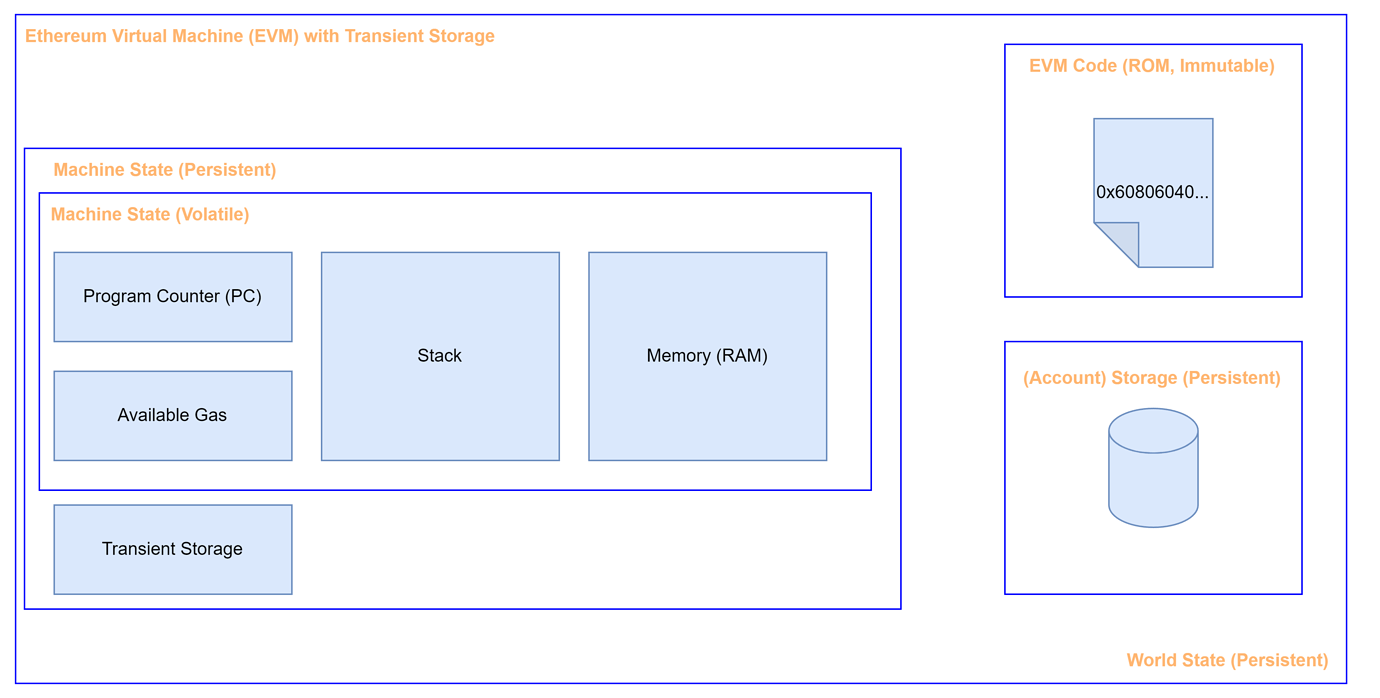 Ethereum Virtual Machine (EVM) with Transient Storage
EVM Code (ROM, Immutable)
0x60806040...
Machine State (Persistent)
Machine State (Volatile)
Program Counter (PC)
Stack
Memory (RAM)
Available Gas
Transient Storage
(Account) Storage (Persistent)
World State (Persistent)